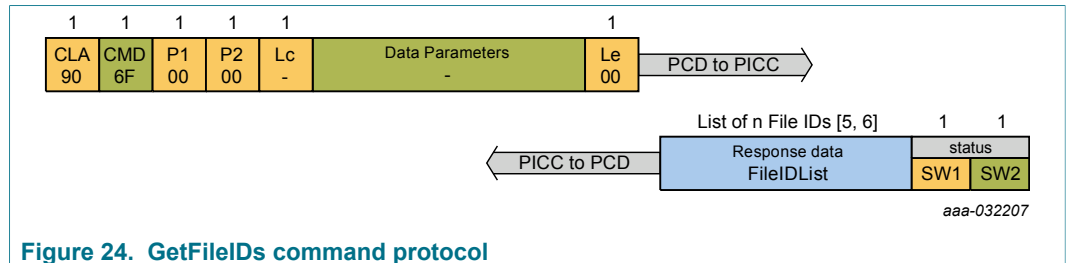 1 1 1 1 1 1
CLA CMD P1 P2 Lc Data Parameters Le
90 6F 00 00 - - 00
PCD to PICC
List of n File IDs [5, 6] 1 1
PICC to PCD
Response data status
FileIDList SW1 SW2
aaa-032207
Figure 24. GetFileIDs command protocol